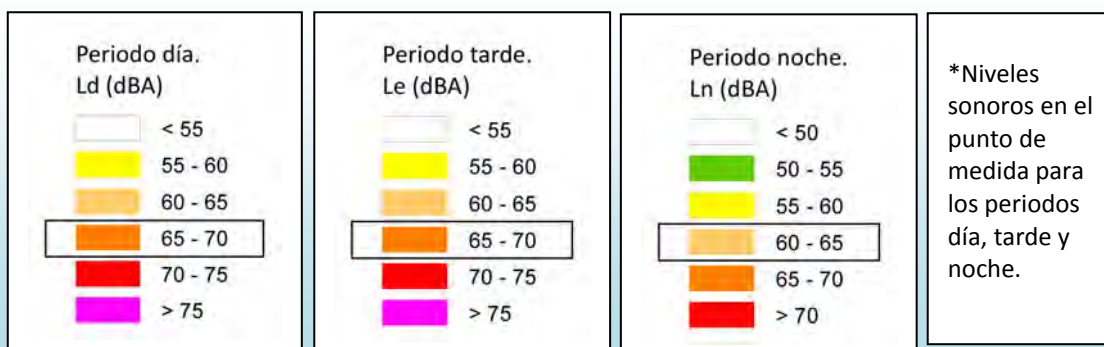 Periodo día.
Ld (dBA)
< 55
55 - 60
60 - 65
65 - 70
70 - 75
> 75
Periodo tarde.
Le (dBA)
< 55
55 - 60
60 - 65
65 - 70
70 - 75
> 75
Periodo noche.
Ln (dBA)
< 50
50 - 55
55 - 60
60 - 65
65 - 70
> 70
*Niveles
sonoros en el
punto de
medida para
los periodos
día, tarde y
noche.